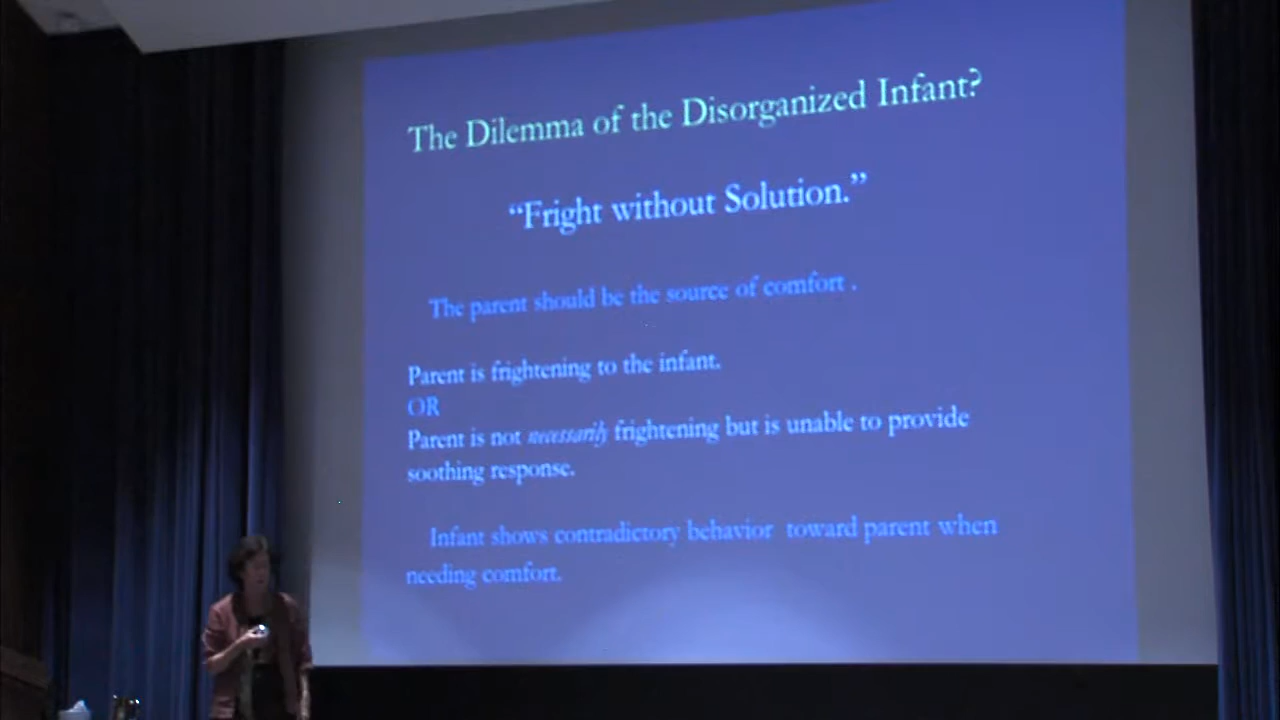 The Dilemma of the Disorganized Infant?
“Fright without Solution.”
The parent should be the source of comfort .
Parent is frightening to the infant.
OR
Parent is not necessarily frightening but is unable to provide
soothing response.
Infant shows contradictory behavior toward parent when
needing comfort.